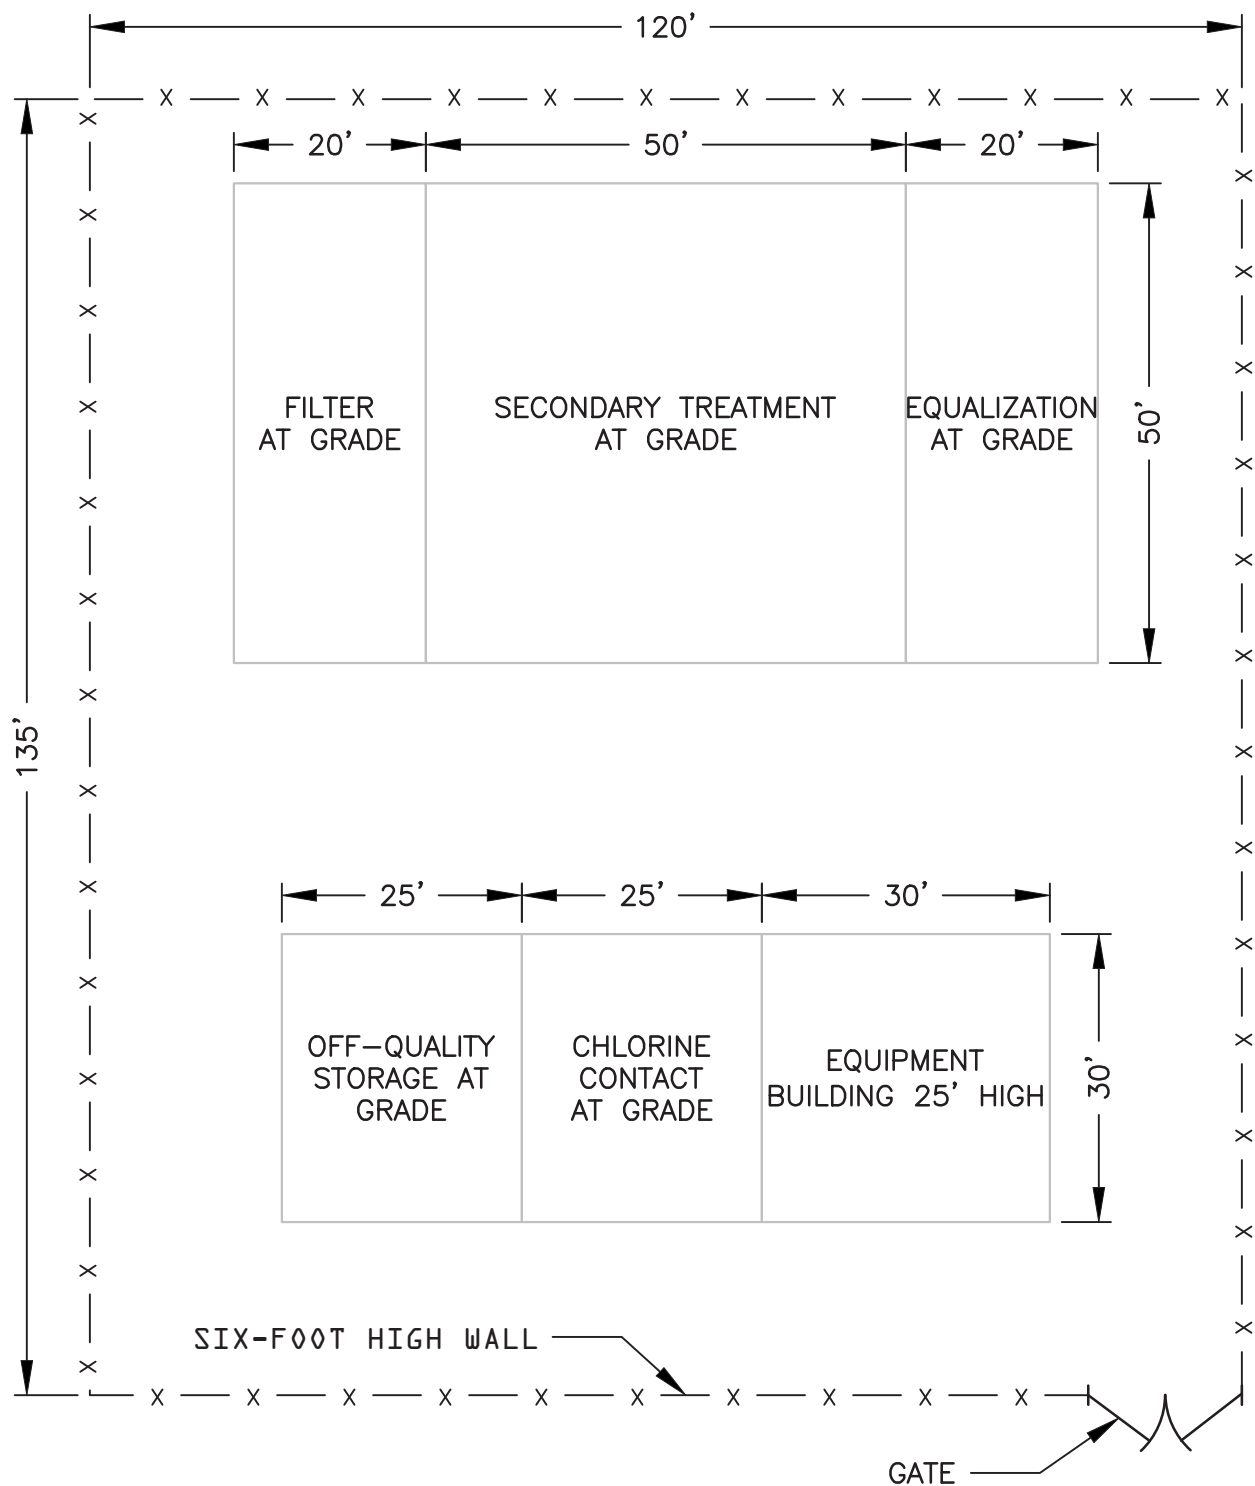 120'
20'
50'
20'
FILTER
AT GRADE
SECONDARY TREATMENT
AT GRADE
EQUALIZATION
AT GRADE
50'
135'
25'
25'
30'
OFF-QUALITY
STORAGE AT
GRADE
CHLORINE
CONTACT
AT GRADE
EQUIPMENT
BUILDING 25' HIGH
30'
SIX-FOOT HIGH WALL
GATE